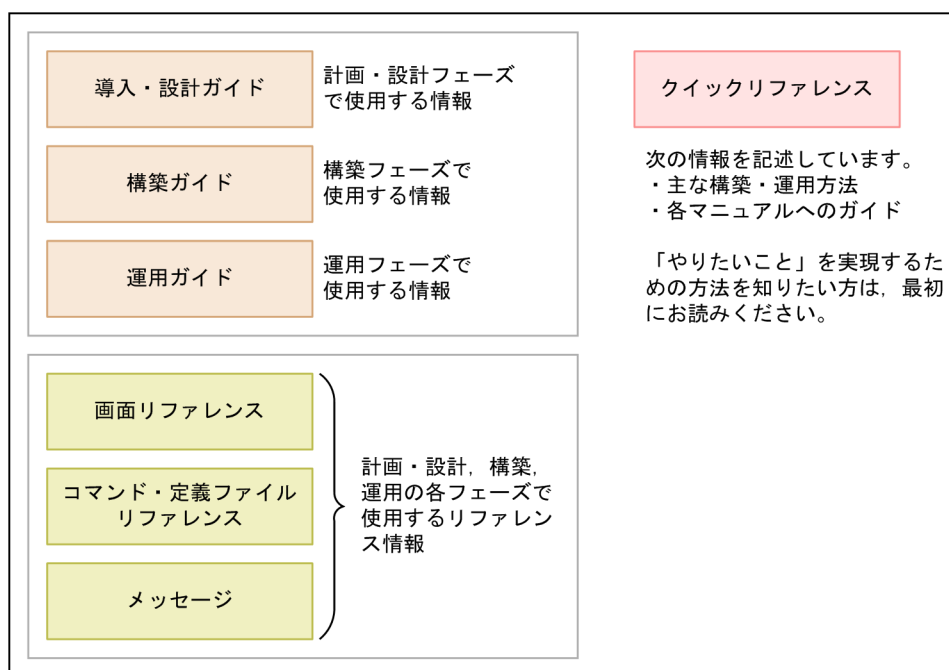 導入・設計ガイド
計画・設計フェーズ
で使用する情報
構築ガイド
構築フェーズで
使用する情報
運用ガイド
運用フェーズで
使用する情報
クイックリファレンス
次の情報を記述しています。
・主な構築・運用方法
・各マニュアルへのガイド
「やりたいこと」を実現するた
めの方法を知りたい方は，最初
にお読みください。
画面リファレンス
コマンド・定義ファイル
リファレンス
メッセージ
計画・設計，構築，
運用の各フェーズで
使用するリファレン
ス情報